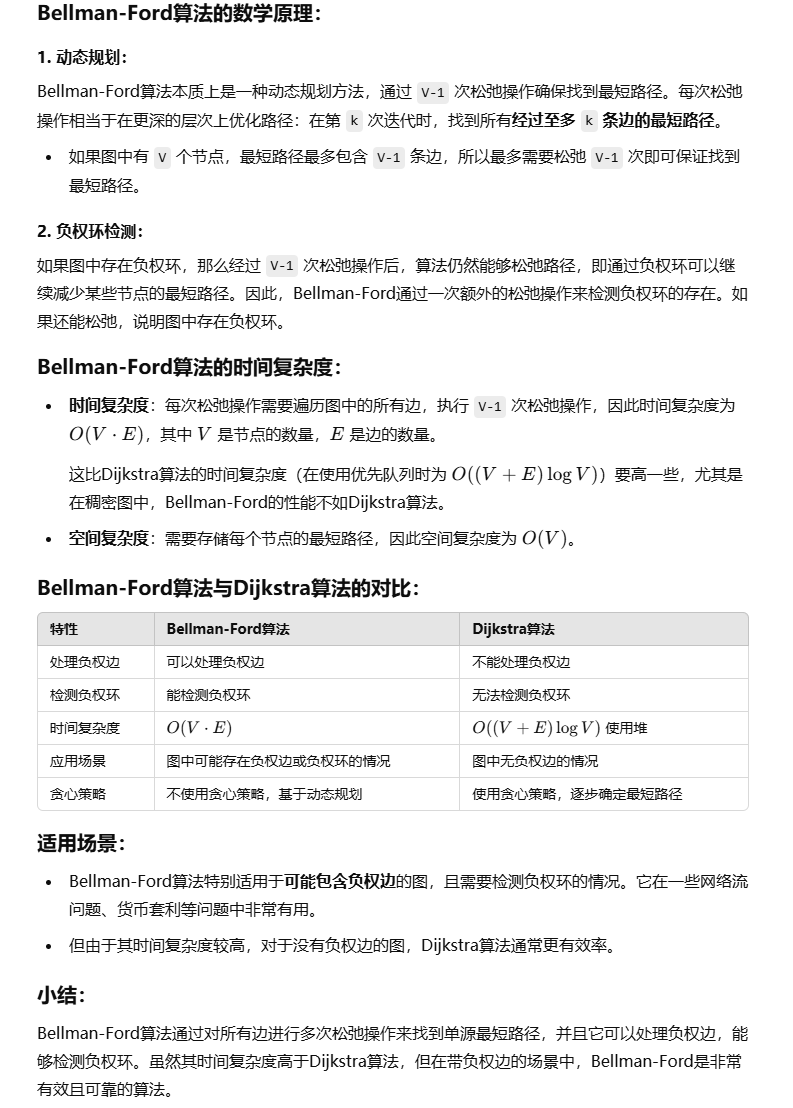 Bellman-Ford算法的数学原理：
1. 动态规划：
Bellman-Ford算法本质上是一种动态规划方法，通过 V-1 次松弛操作确保找到最短路径。每次松弛
操作相当于在更深的层次上优化路径：在第 k 次迭代时，找到所有经过至多 k 条边的最短路径。
• 如果图中有 V 个节点，最短路径最多包含 V-1 条边，所以最多需要松弛 V-1 次即可保证找到
最短路径。
2. 负权环检测：
如果图中存在负权环，那么经过 V-1 次松弛操作后，算法仍然能够松弛路径，即通过负权环可以继
续减少某些节点的最短路径。因此，Bellman-Ford通过一次额外的松弛操作来检测负权环的存在。如
果还能松弛，说明图中存在负权环。
Bellman-Ford算法的时间复杂度：
• 时间复杂度：每次松弛操作需要遍历图中的所有边，执行 V-1 次松弛操作，因此时间复杂度为
O(V · E)，其中 V 是节点的数量，E 是边的数量。
这比Dijkstra算法的时间复杂度（在使用优先队列时为 O((V + E) log V)）要高一些，尤其是
在稠密图中，Bellman-Ford的性能不如Dijkstra算法。
• 空间复杂度：需要存储每个节点的最短路径，因此空间复杂度为 O(V)。
Bellman-Ford算法与Dijkstra算法的对比：
特性 Bellman-Ford算法 Dijkstra算法
处理负权边 可以处理负权边 不能处理负权边
检测负权环 能检测负权环 无法检测负权环
时间复杂度 O(V · E) O((V + E) log V) 使用堆
应用场景 图中可能存在负权边或负权环的情况 图中无负权边的情况
贪心策略 不使用贪心策略，基于动态规划 使用贪心策略，逐步确定最短路径
适用场景：
• Bellman-Ford算法特别适用于可能包含负权边的图，且需要检测负权环的情况。它在一些网络流
问题、货币套利等问题中非常有用。
• 但由于其时间复杂度较高，对于没有负权边的图，Dijkstra算法通常更有效率。
小结：
Bellman-Ford算法通过对所有边进行多次松弛操作来找到单源最短路径，并且它可以处理负权边，能
够检测负权环。虽然其时间复杂度高于Dijkstra算法，但在带负权边的场景中，Bellman-Ford是非常
有效且可靠的算法。